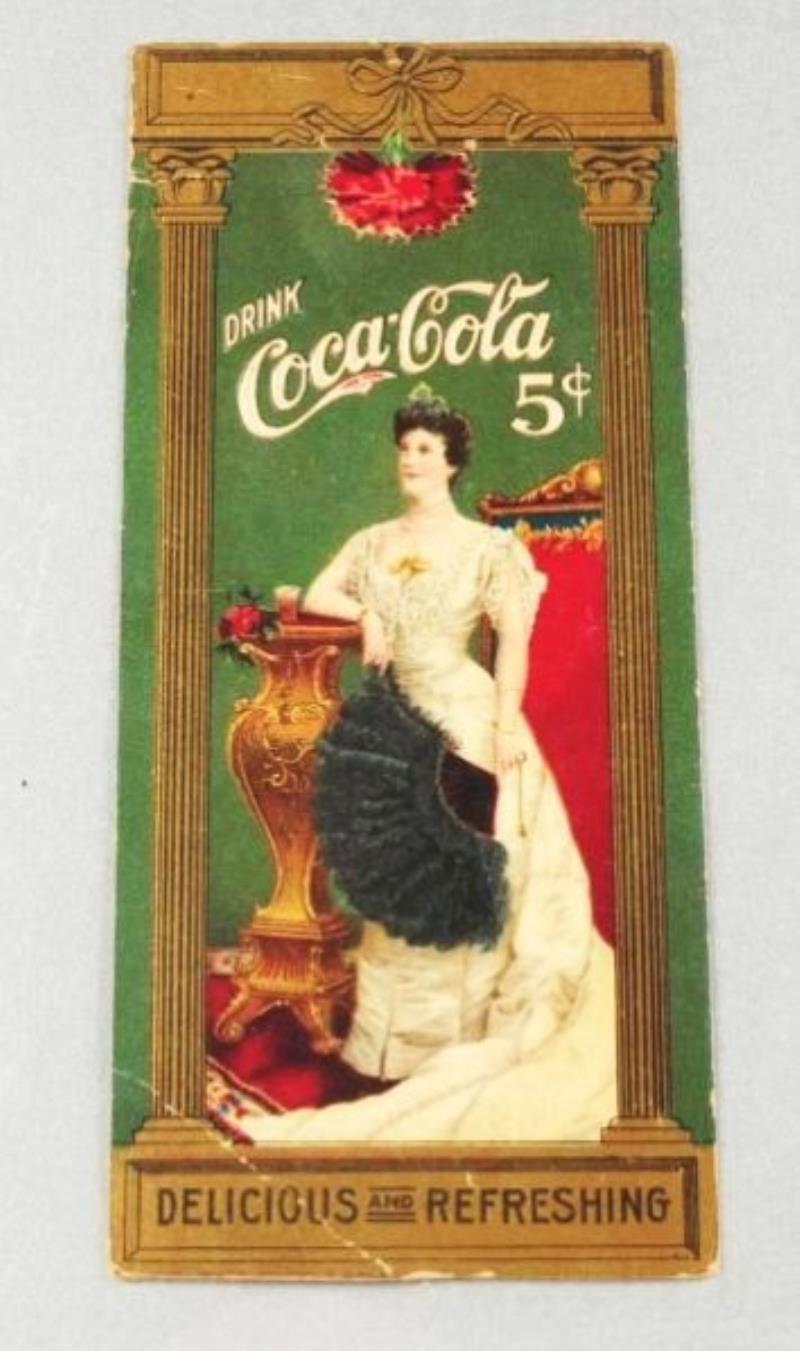 DRINK
Coca-Cola
5¢
DELICIOUS AND REFRESHING